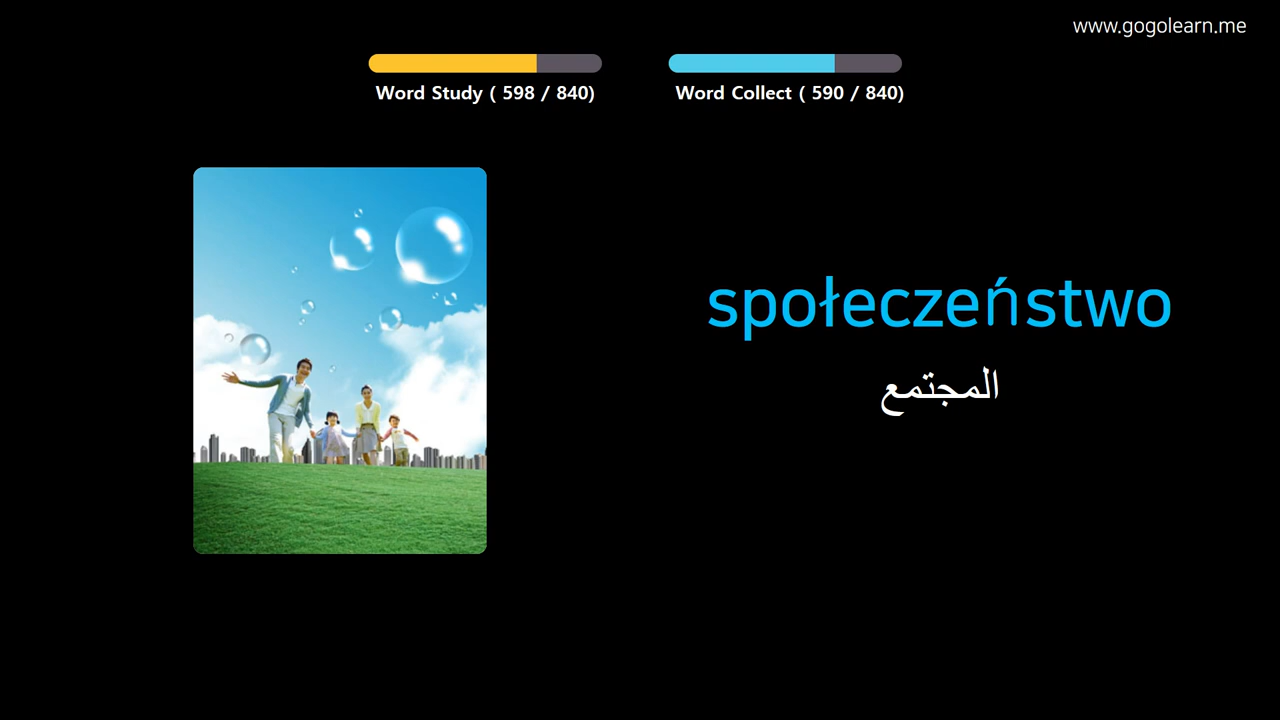 www.gogolearn.me
Word Study ( 598 / 840)
Word Collect ( 590 / 840)
społeczeństwo
المجتمع